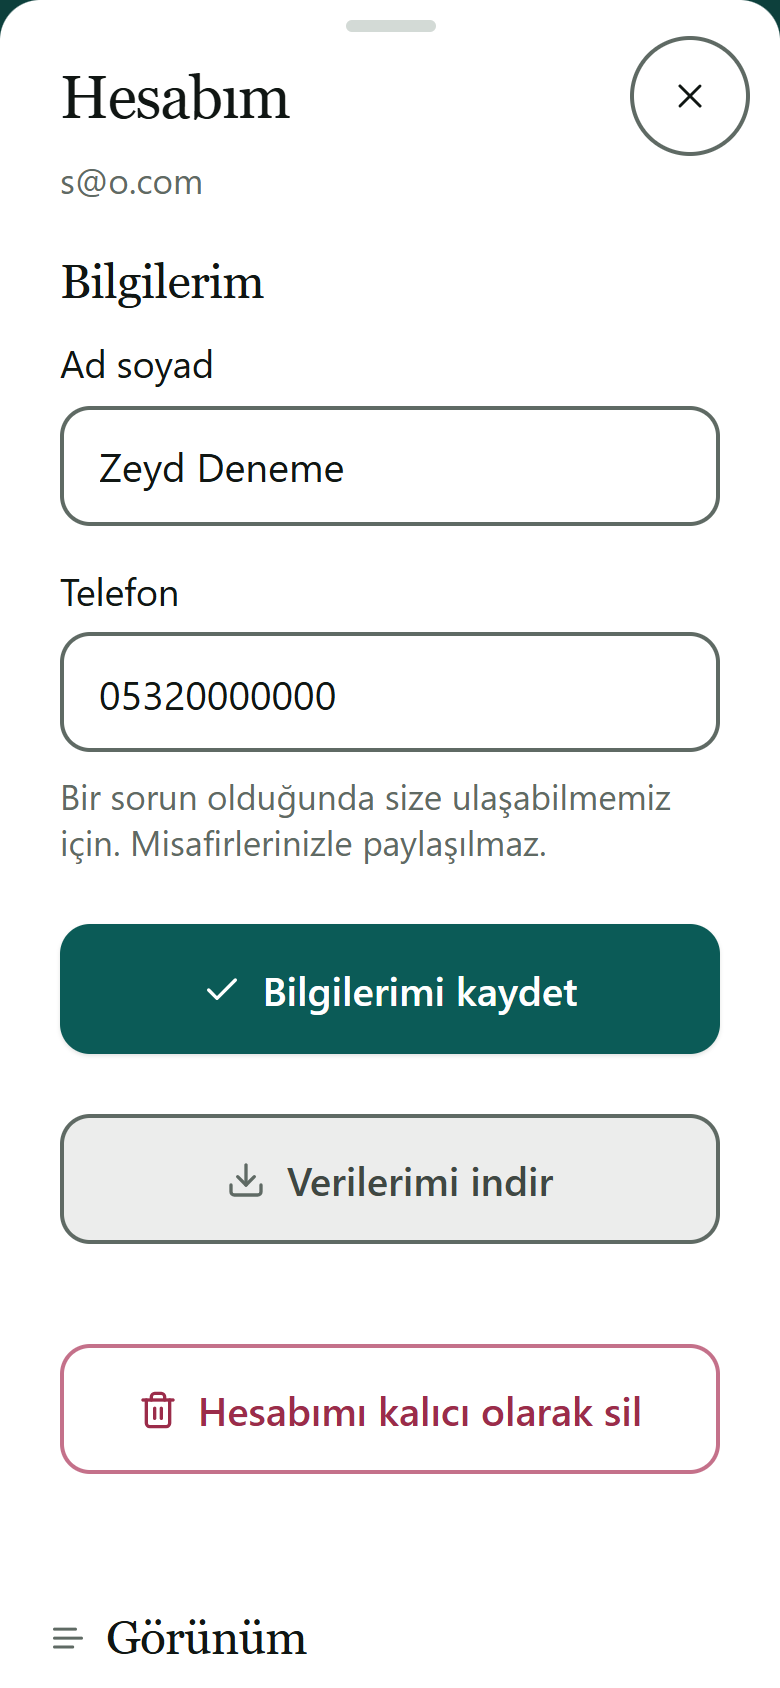 Hesabım
s@o.com
Bilgilerim
Ad soyad
Zeyd Deneme
Telefon
05320000000
Bir sorun olduğunda size ulaşabilmemiz
için. Misafirlerinizle paylaşılmaz.
Bilgilerimi kaydet
Verilerimi indir
Hesabımı kalıcı olarak sil
Görünüm